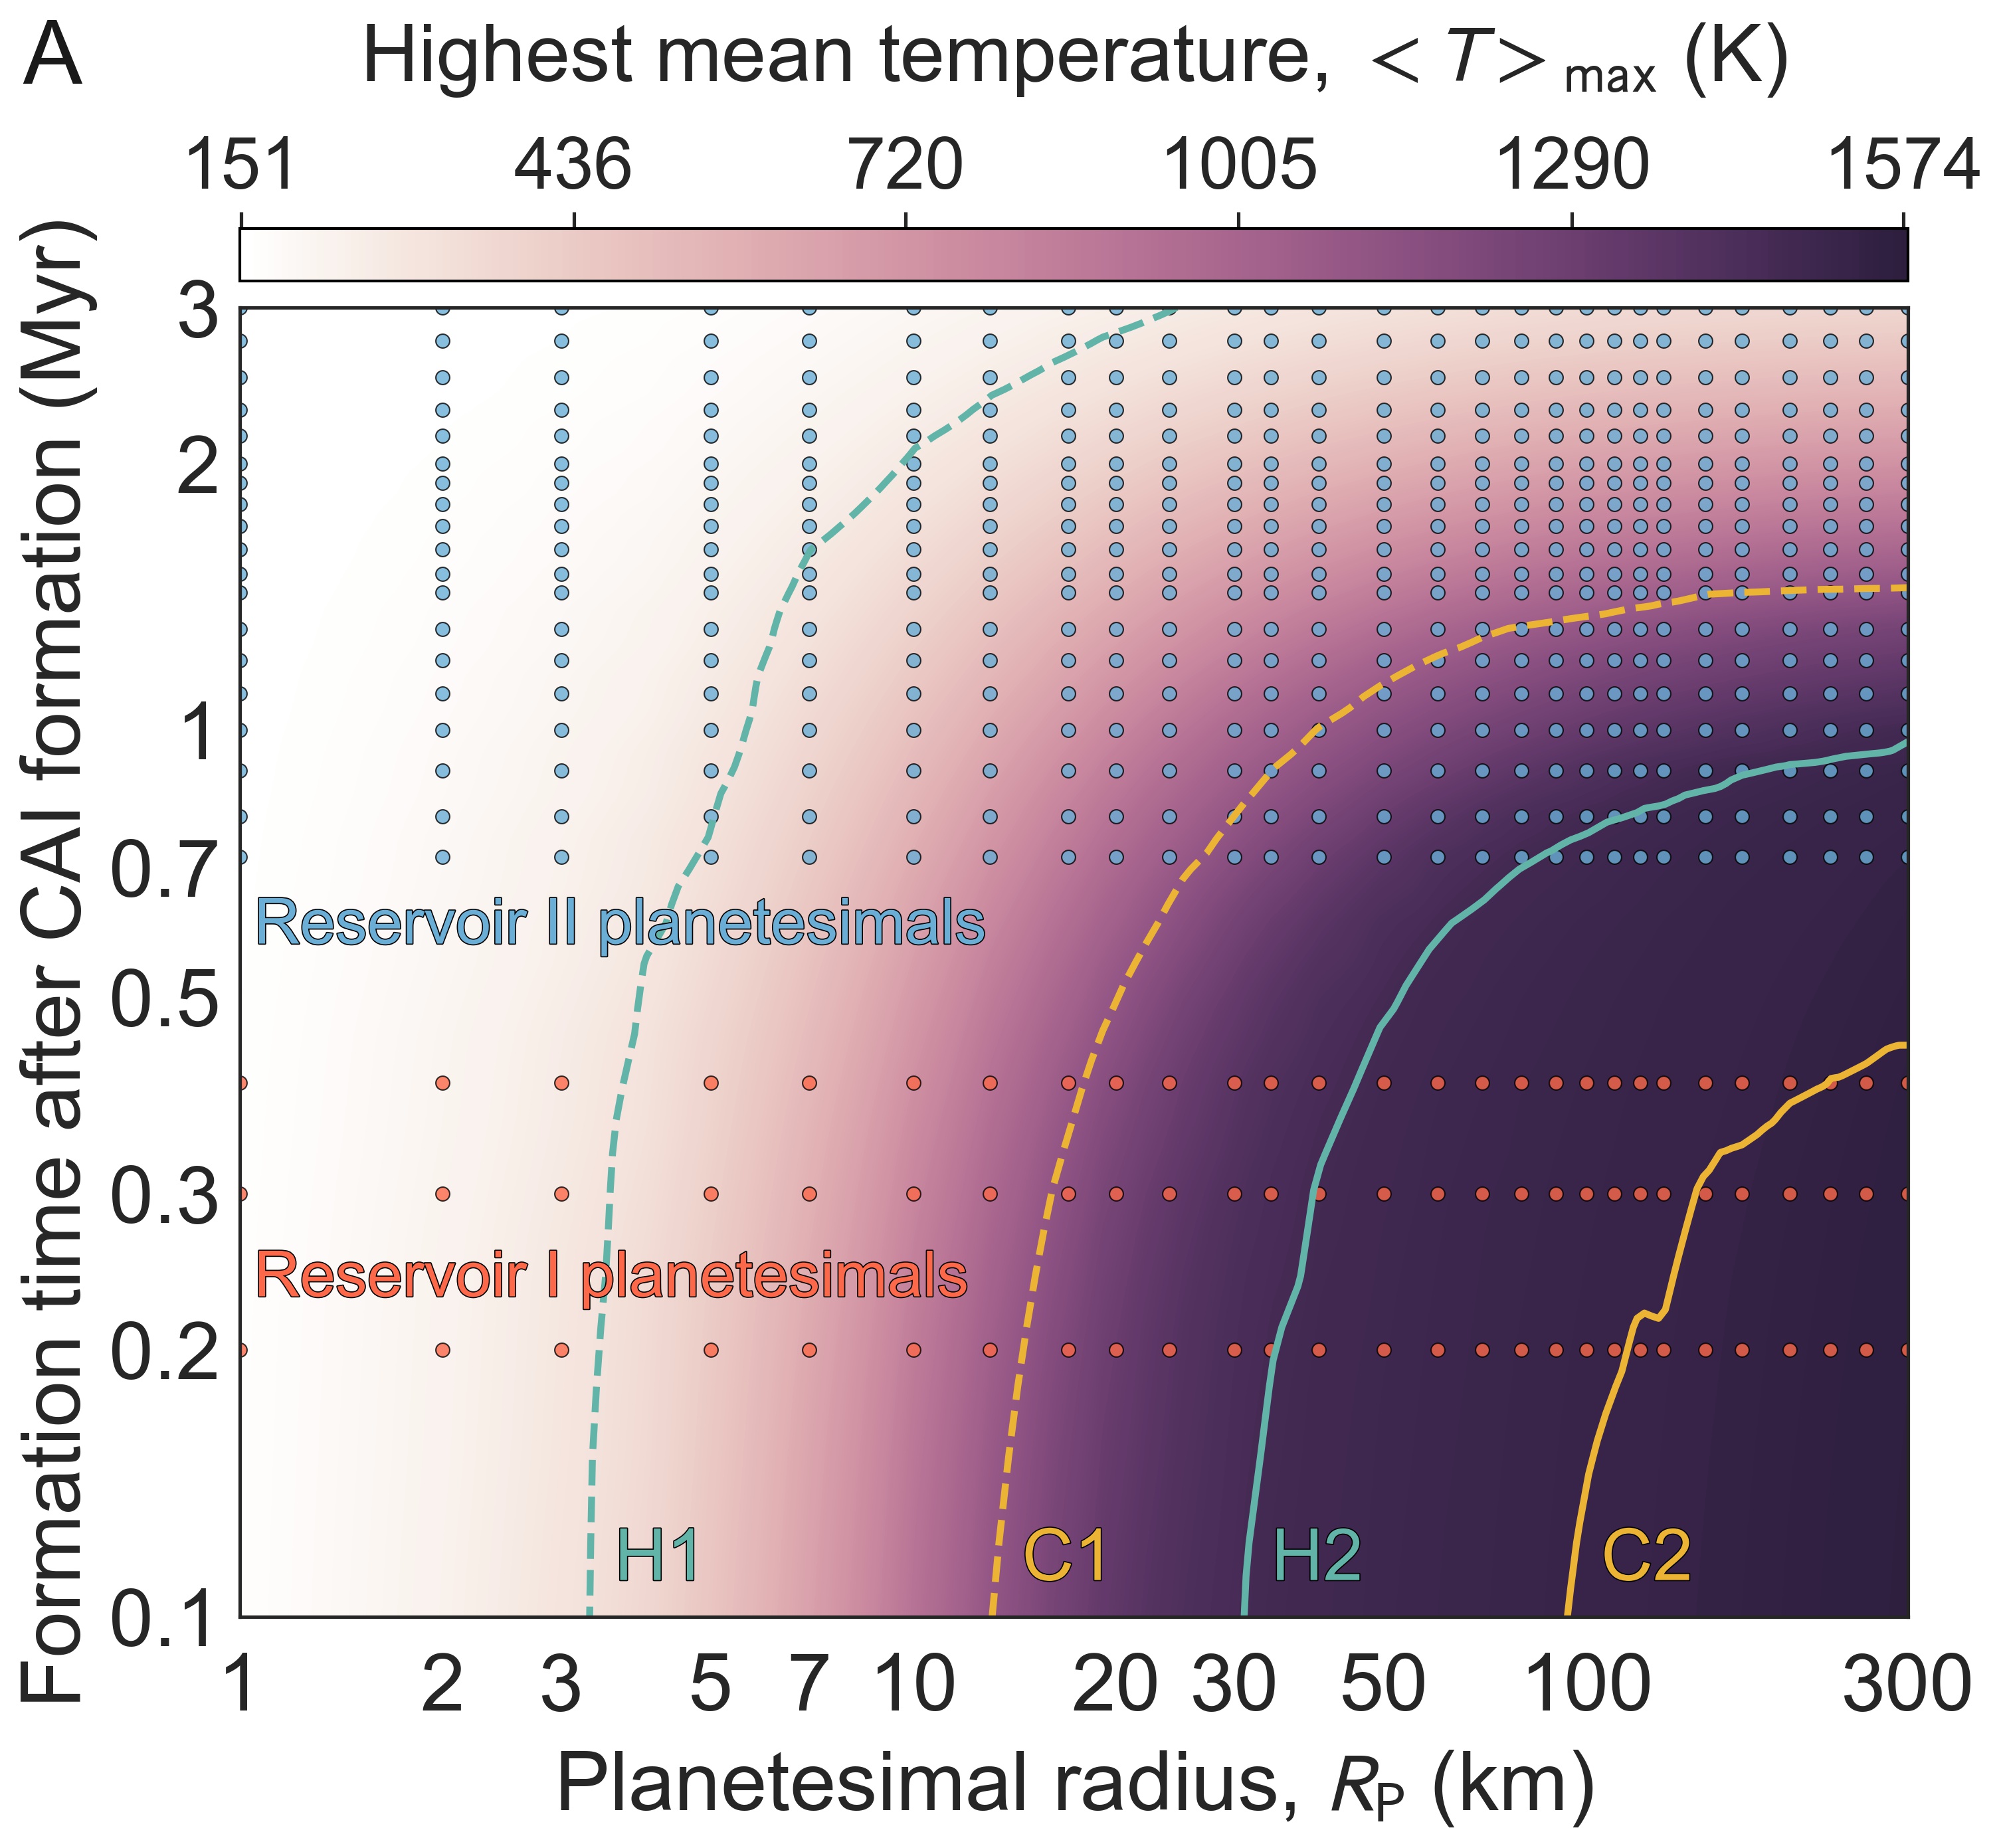 A
Highest mean temperature, < T >max (K)
151 436 720 1005 1290 1574
Formation time after CAI formation (Myr)
3
2
1
0.7
0.5
0.3
0.2
0.1
Reservoir II planetesimals
Reservoir I planetesimals
H1 C1 H2 C2
1 2 3 5 7 10 20 30 50 100 300
Planetesimal radius, RP (km)